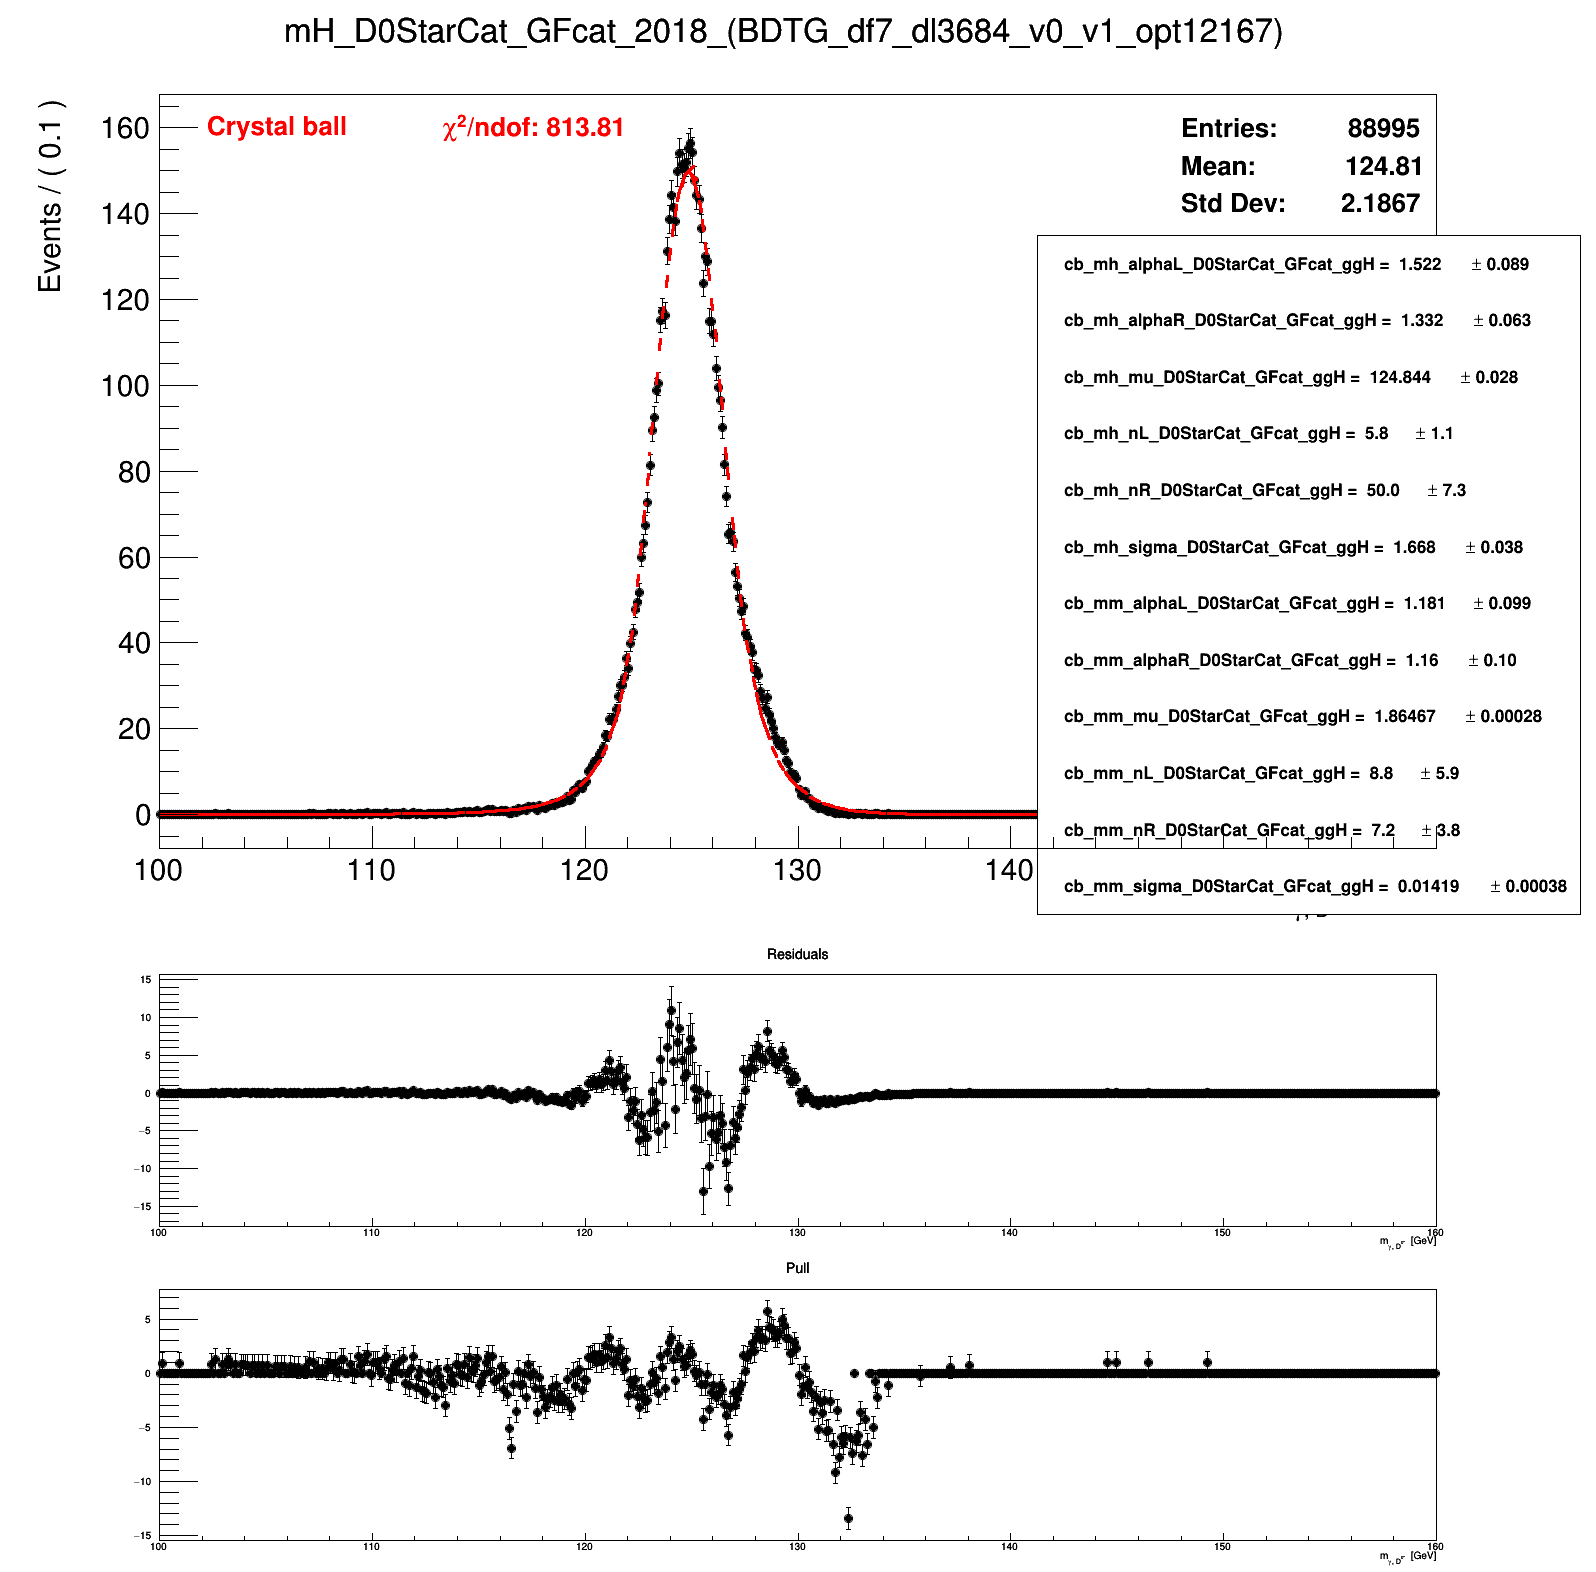 mH_D0StarCat_GFcat_2018_(BDTG_df7_dl3684_v0_v1_opt12167)
Events / ( 0.1 )
Crystal ball χ²/ndof: 813.81
Entries: 88995
Mean: 124.81
Std Dev: 2.1867
cb_mh_alphaL_D0StarCat_GFcat_ggH = 1.522 ± 0.089
cb_mh_alphaR_D0StarCat_GFcat_ggH = 1.332 ± 0.063
cb_mh_mu_D0StarCat_GFcat_ggH = 124.844 ± 0.028
cb_mh_nL_D0StarCat_GFcat_ggH = 5.8 ± 1.1
cb_mh_nR_D0StarCat_GFcat_ggH = 50.0 ± 7.3
cb_mh_sigma_D0StarCat_GFcat_ggH = 1.668 ± 0.038
cb_mm_alphaL_D0StarCat_GFcat_ggH = 1.181 ± 0.099
cb_mm_alphaR_D0StarCat_GFcat_ggH = 1.16 ± 0.10
cb_mm_mu_D0StarCat_GFcat_ggH = 1.86467 ± 0.00028
cb_mm_nL_D0StarCat_GFcat_ggH = 8.8 ± 5.9
cb_mm_nR_D0StarCat_GFcat_ggH = 7.2 ± 3.8
cb_mm_sigma_D0StarCat_GFcat_ggH = 0.01419 ± 0.00038
160
140
120
100
80
60
40
20
0
100 110 120 130 140
Residuals
15
10
5
0
−5
−10
−15
100 110 120 130 140 150 160
[GeV]
Pull
5
0
−5
−10
−15
100 110 120 130 140 150 160
[GeV]